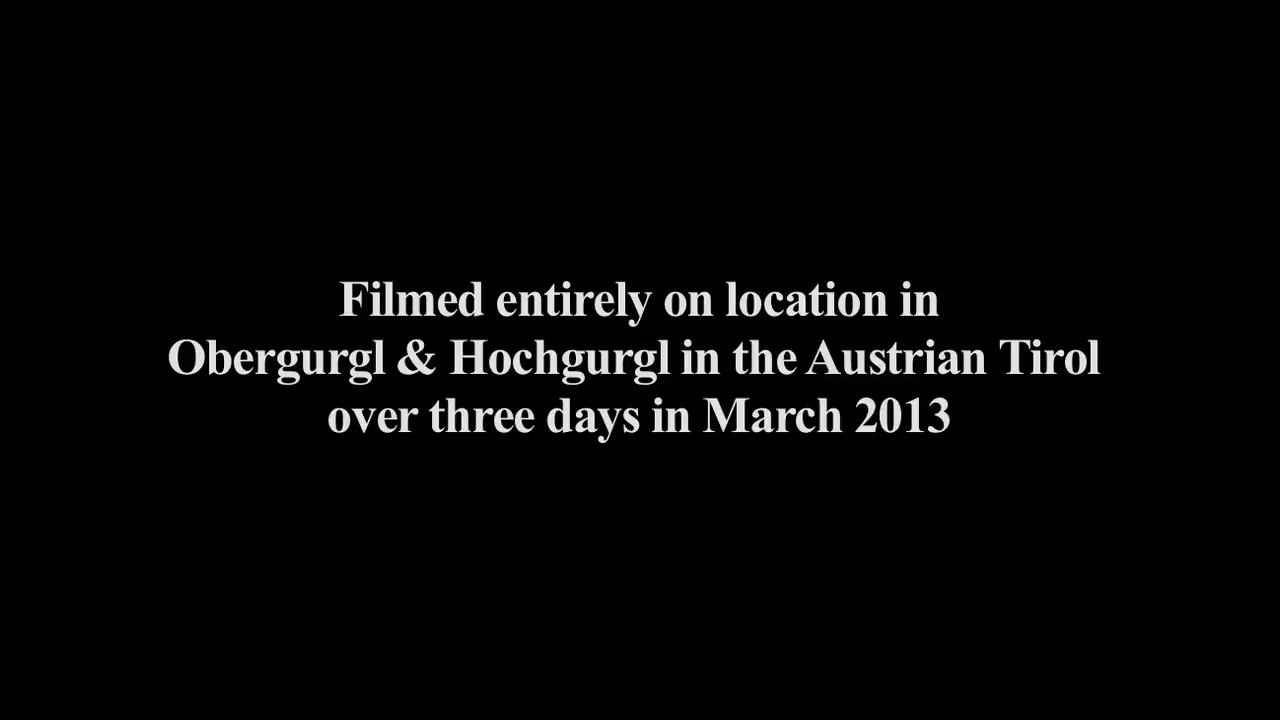 Filmed entirely on location in
Obergurgl & Hochgurgl in the Austrian Tirol
over three days in March 2013